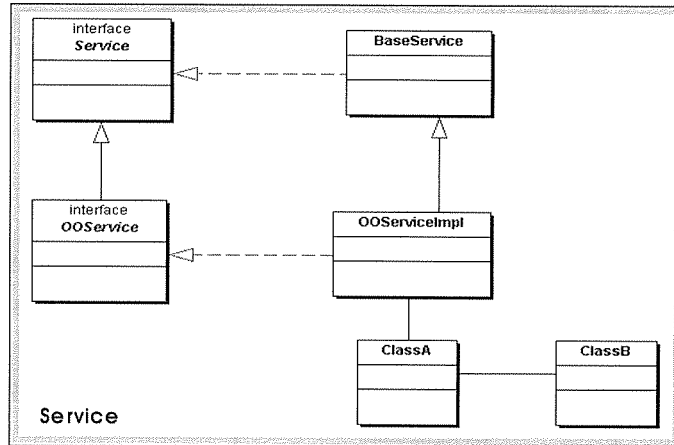 interface
Service
BaseService
interface
OOService
OOServiceImpl
ClassA
ClassB
Service